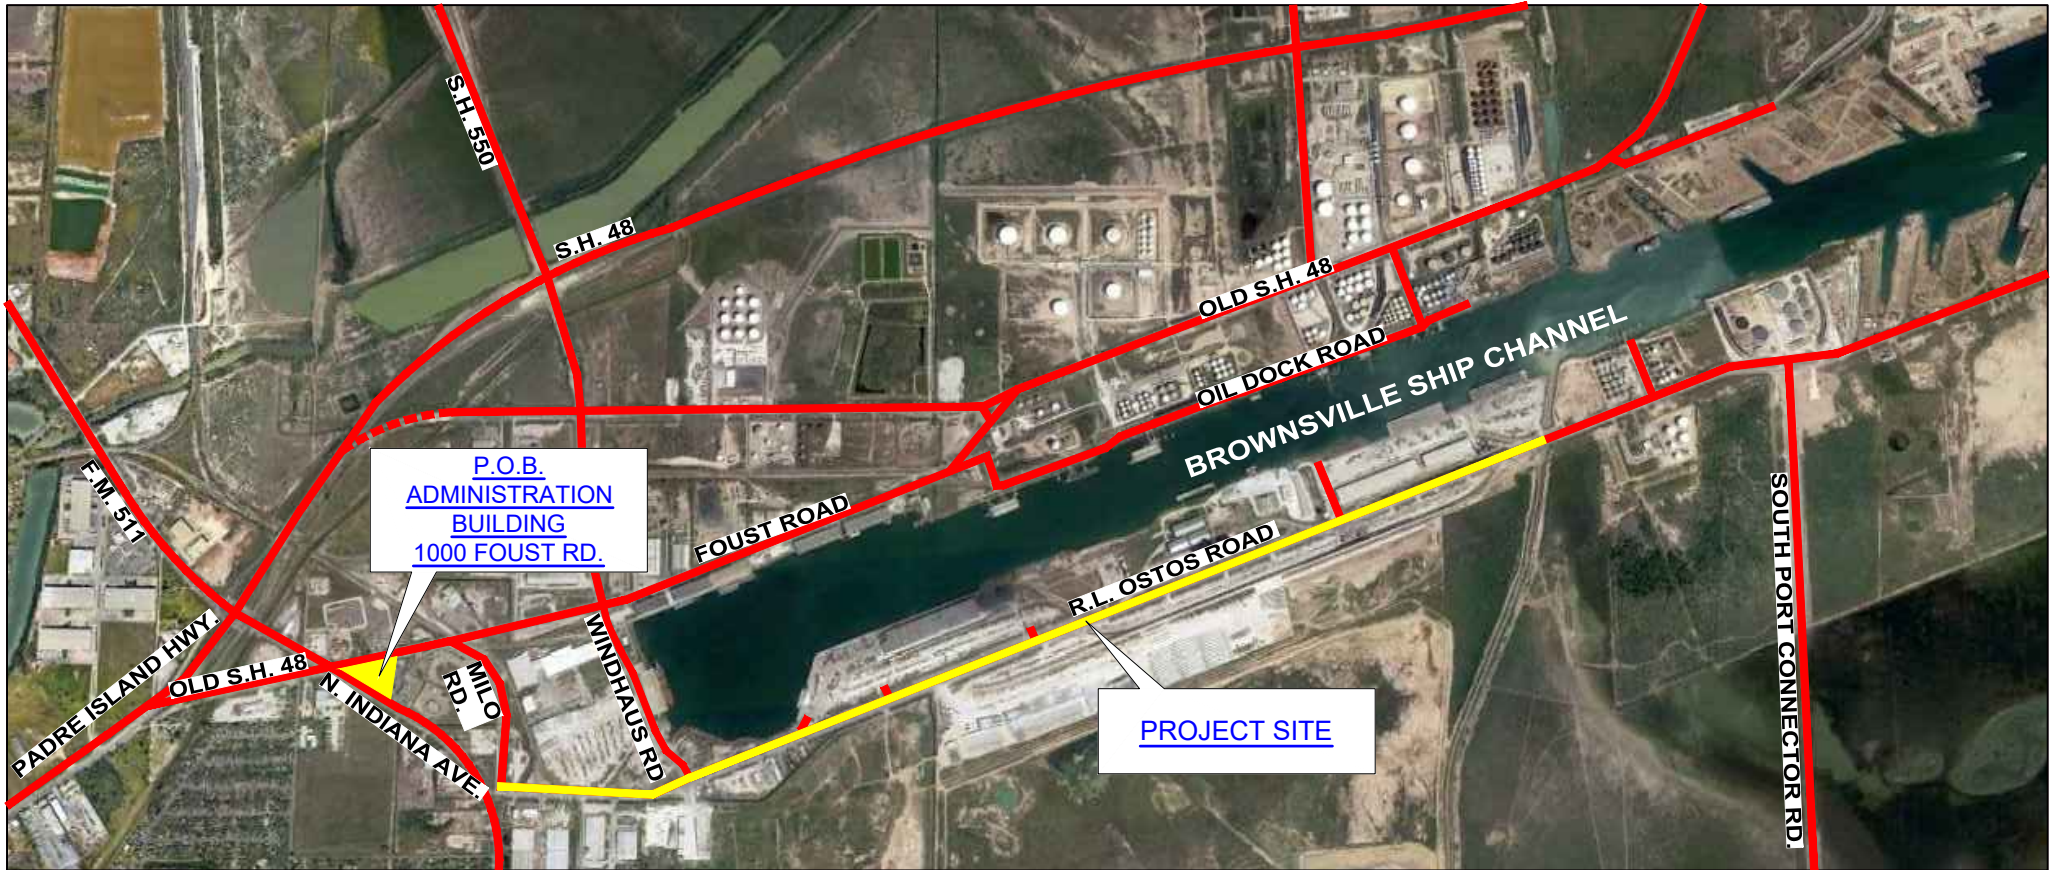 S.H. 550
S.H. 48
OLD S.H. 48
OIL DOCK ROAD
BROWNSVILLE SHIP CHANNEL
F.M. 511
P.O.B.
ADMINISTRATION
BUILDING
1000 FOUST RD.
FOUST ROAD
R.L. OSTOS ROAD
SOUTH PORT CONNECTOR RD.
PADRE ISLAND HWY.
OLD S.H. 48
N. INDIANA AVE.
MILO
RD.
WINDHAUS RD
PROJECT SITE